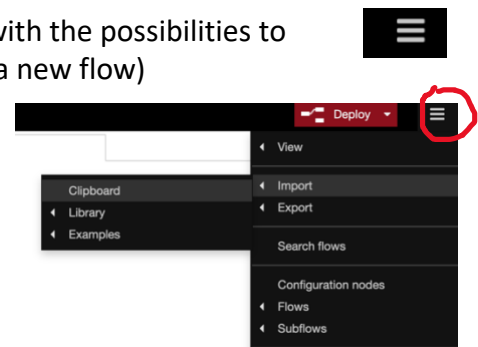 with the possibilities to
a new flow)
Deploy
View
Clipboard
Import
Library
Export
Examples
Search flows
Configuration nodes
Flows
Subflows